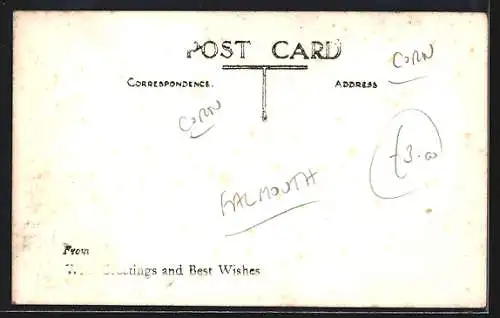 POST CARD
CORN
CORRESPONDENCE.
ADDRESS
CORN
£3.00
FALMOUTH
From
Greetings and Best Wishes